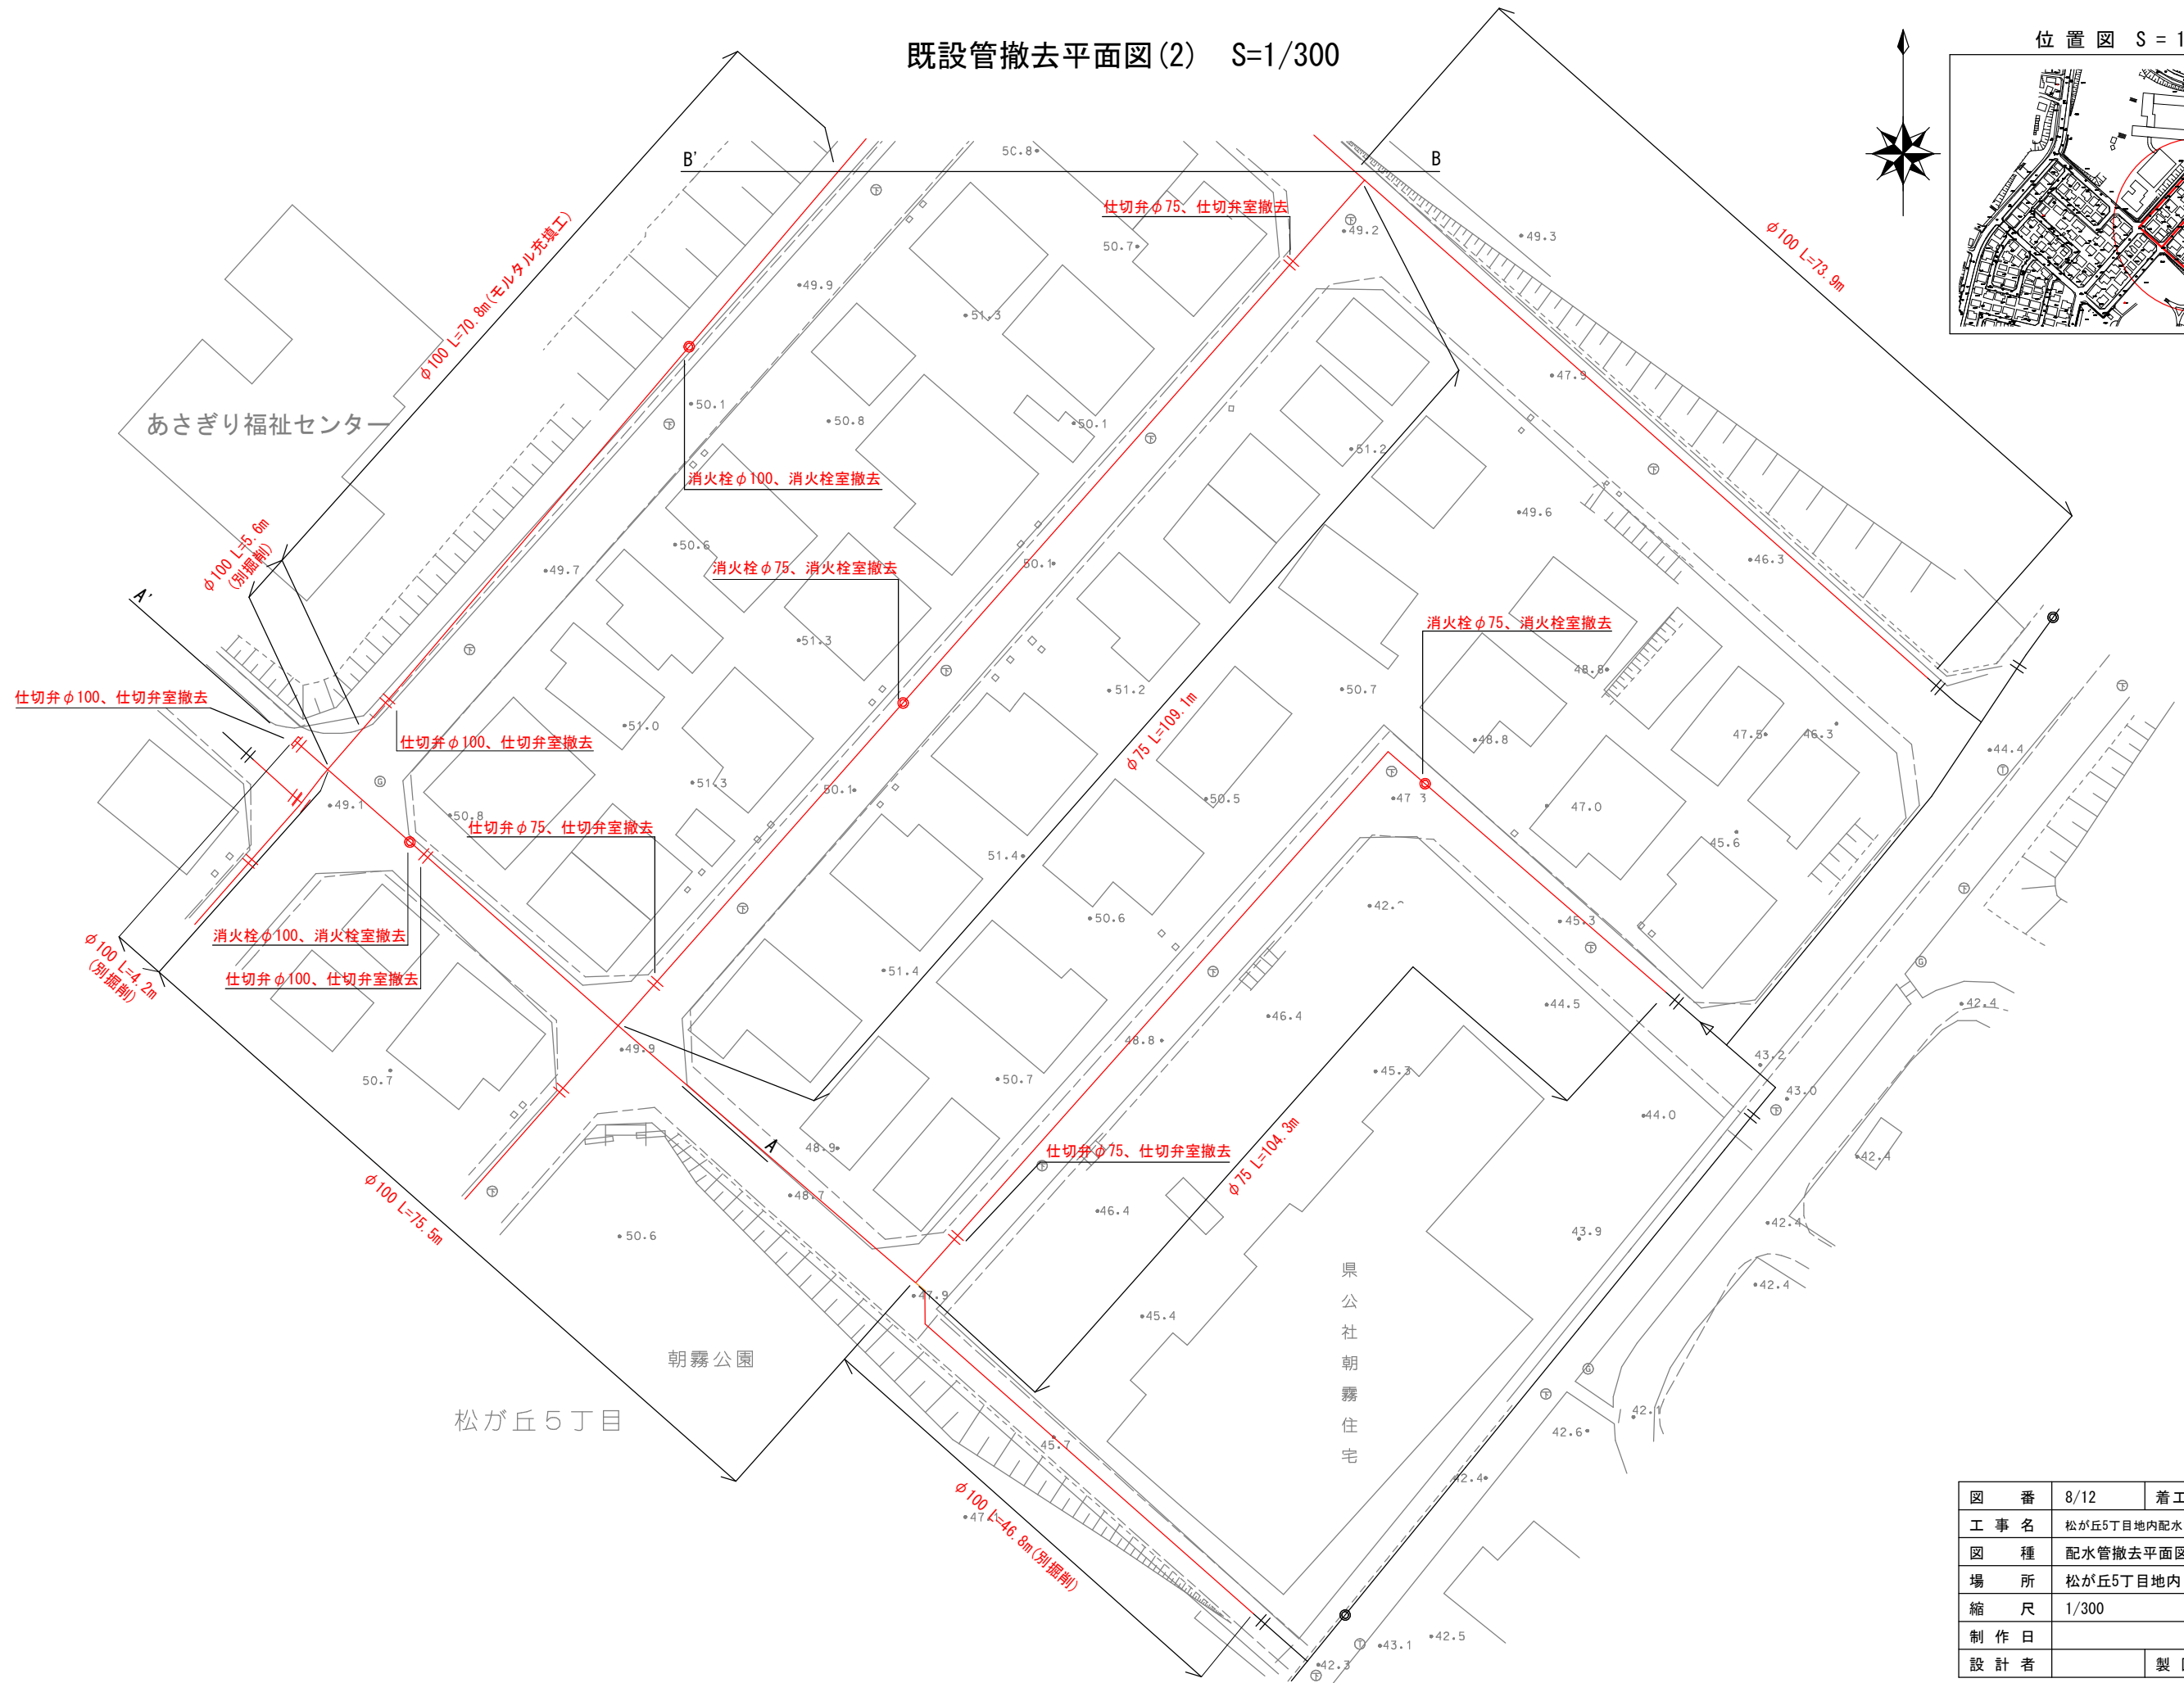 既設管撤去平面図(2) S=1/300
位置図 S = 1
B'
B
50.8
仕切弁φ75、仕切弁室撤去
49.2
49.3
φ100 L=73.9m
50.7
49.9
51.3
φ100 L=70.8m(モルタル充填工)
47.9
50.1
50.8
50.1
あさぎり福祉センター
51.2
消火栓φ100、消火栓室撤去
49.6
φ100 L=5.6m
(別掘削)
50.6
46.3
49.7
消火栓φ75、消火栓室撤去
50.1
A'
消火栓φ75、消火栓室撤去
51.3
48.8
51.2
50.7
仕切弁φ100、仕切弁室撤去
51.0
φ75 L=109.1m
仕切弁φ100、仕切弁室撤去
48.8
47.5
46.3
44.4
51.3
50.1
50.5
47.3
49.1
47.0
50.8
仕切弁φ75、仕切弁室撤去
45.6
51.4
消火栓φ100、消火栓室撤去
50.6
45.3
φ100 L=4.2m
(別掘削)
仕切弁φ100、仕切弁室撤去
51.4
44.5
42.4
46.4
49.9
48.8
43.2
50.7
50.7
45.3
43.0
44.0
A
48.9
仕切弁φ75、仕切弁室撤去
42.4
φ75 L=104.3m
48.7
φ100 L=75.5m
46.4
42.4
50.6
43.9
47.9
県公社朝霧住宅
42.4
45.4
朝霧公園
松が丘5丁目
42.1
42.6
45.7
42.4
φ100 L=46.8m(別掘削)
43.1
42.5
42.3
図番 8/12 着工
工事名 松が丘5丁目地内配水
図種 配水管撤去平面図
場所 松が丘5丁目地内
縮尺 1/300
制作日
設計者 製